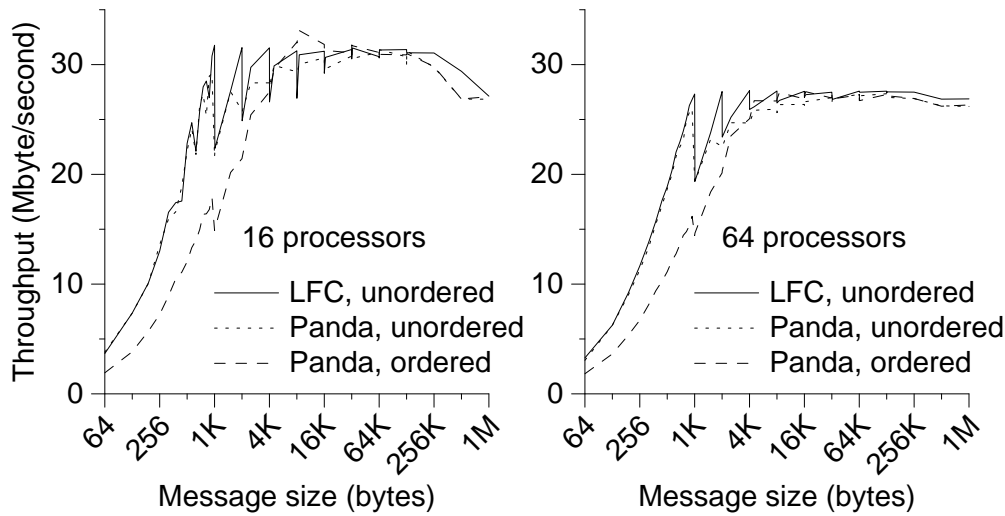 Throughput (Mbyte/second)
30
20
10
0
16 processors
LFC, unordered
Panda, unordered
Panda, ordered
64
256
1K
4K
16K
64K
256K
1M
Message size (bytes)
30
20
10
0
64 processors
LFC, unordered
Panda, unordered
Panda, ordered
64
256
1K
4K
16K
64K
256K
1M
Message size (bytes)